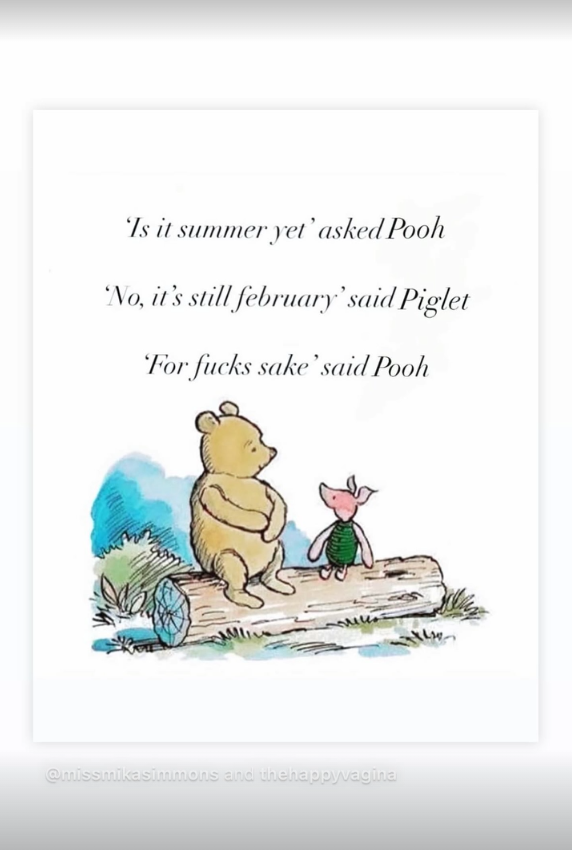 ‘Is it summer yet’ asked Pooh
‘No, it’s still february’ said Piglet
‘For fucks sake’ said Pooh
@missmikasimmons and thehappyvagina